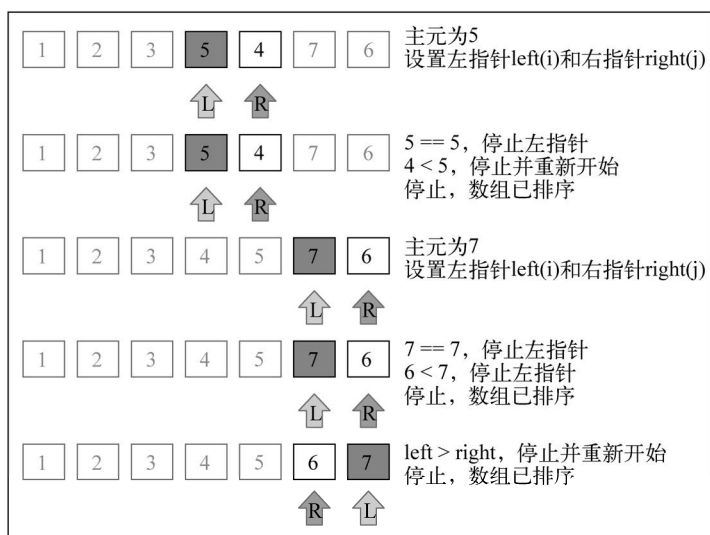 1 2 3 5 4 7 6
主元为5
设置左指针left(i)和右指针right(j)
L R
1 2 3 5 4 7 6
5 == 5，停止左指针
4 < 5，停止并重新开始
停止，数组已排序
L R
1 2 3 4 5 7 6
主元为7
设置左指针left(i)和右指针right(j)
L R
1 2 3 4 5 7 6
7 == 7，停止左指针
6 < 7，停止左指针
停止，数组已排序
L R
1 2 3 4 5 6 7
left > right，停止并重新开始
停止，数组已排序
R L